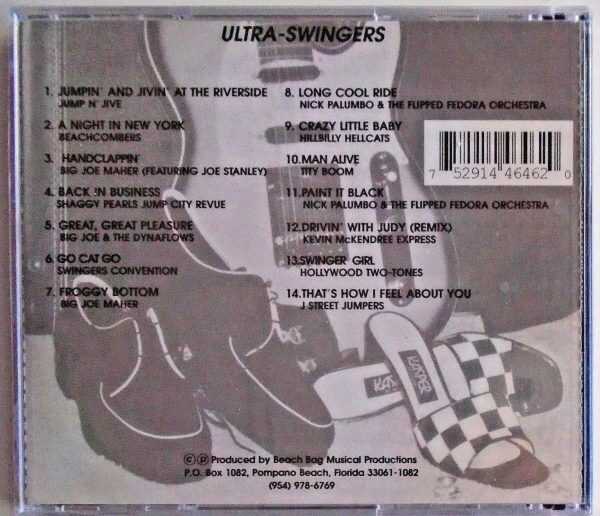 ULTRA-SWINGERS
1. JUMPIN' AND JIVIN' AT THE RIVERSIDE
JUMP N' JIVE
2. A NIGHT IN NEW YORK
BEACHCOMBERS
3. HANDCLAPPIN'
BIG JOE MAHER (FEATURING JOE STANLEY)
4. BACK IN BUSINESS
SHAGGY PEARLS JUMP CITY REVUE
5. GREAT, GREAT PLEASURE
BIG JOE & THE DYNAFLOWS
6. GO CAT GO
SWINGERS CONVENTION
7. FROGGY BOTTOM
BIG JOE MAHER
8. LONG COOL RIDE
NICK PALUMBO & THE FLIPPED FEDORA ORCHESTRA
9. CRAZY LITTLE BABY
HILLBILLY HELLCATS
10. MAN ALIVE
TITY BOOM
11. PAINT IT BLACK
NICK PALUMBO & THE FLIPPED FEDORA ORCHESTRA
12. DRIVIN' WITH JUDY (REMIX)
KEVIN McKENDREE EXPRESS
13. SWINGER GIRL
HOLLYWOOD TWO-TONES
14. THAT'S HOW I FEEL ABOUT YOU
J STREET JUMPERS
7 52914 46462 0
© ℗ Produced by Beach Bag Musical Productions
P.O. Box 1082, Pompano Beach, Florida 33061-1082
(954) 978-6769